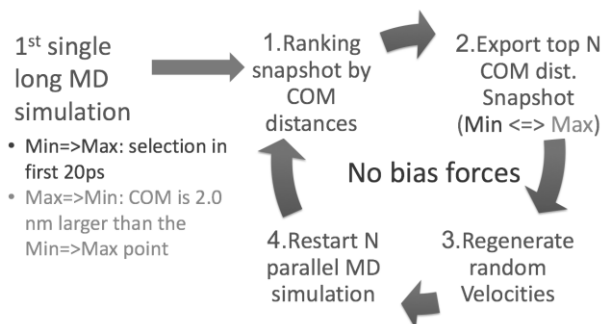 1st single
long MD
simulation
• Min=>Max: selection in
first 20ps
• Max=>Min: COM is 2.0
nm larger than the
Min=>Max point
1.Ranking
snapshot by
COM
distances
2.Export top N
COM dist.
Snapshot
(Min <=> Max)
No bias forces
3.Regenerate
random
Velocities
4.Restart N
parallel MD
simulation